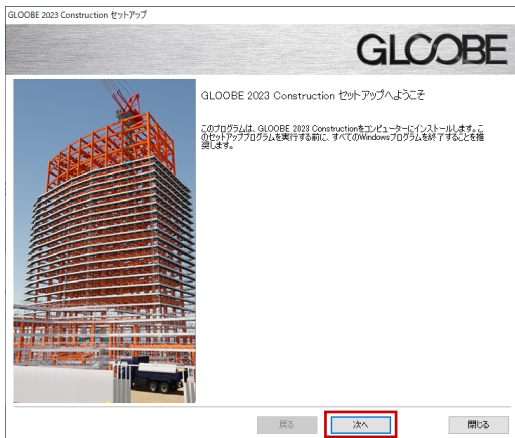 GLOOBE 2023 Construction セットアップ
GLOOBE
GLOOBE 2023 Construction セットアップへようこそ
このプログラムは、GLOOBE 2023 Constructionをコンピューターにインストールします。こ
のセットアッププログラムを実行する前に、すべてのWindowsプログラムを終了することを推
奨します。
戻る
次へ
閉じる